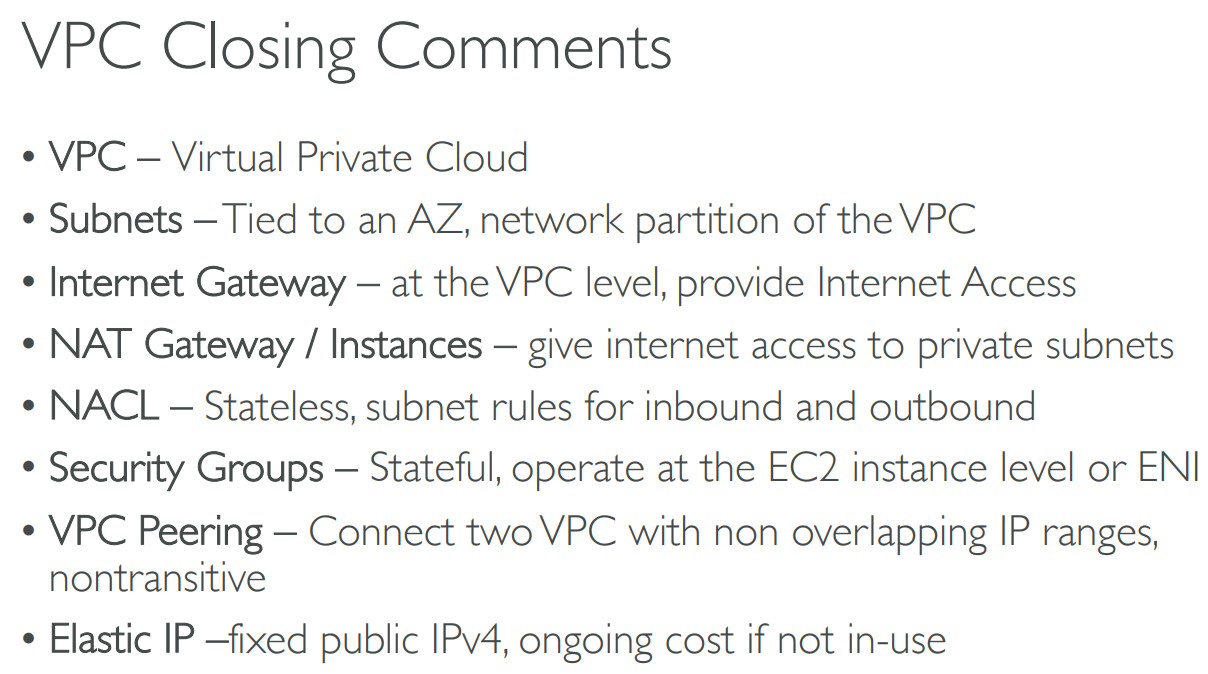 VPC Closing Comments
• VPC – Virtual Private Cloud
• Subnets – Tied to an AZ, network partition of the VPC
• Internet Gateway – at the VPC level, provide Internet Access
• NAT Gateway / Instances – give internet access to private subnets
• NACL – Stateless, subnet rules for inbound and outbound
• Security Groups – Stateful, operate at the EC2 instance level or ENI
• VPC Peering – Connect two VPC with non overlapping IP ranges,
nontransitive
• Elastic IP –fixed public IPv4, ongoing cost if not in-use